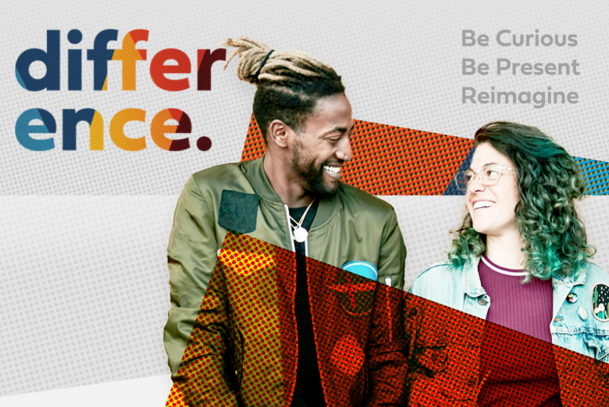 differ
ence.
Be Curious
Be Present
Reimagine